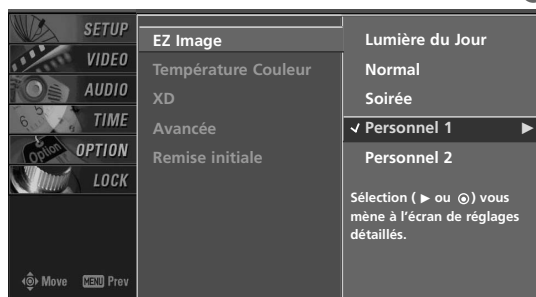 SETUP
VIDEO
AUDIO
TIME
OPTION
LOCK
Option
Move MENU Prev
EZ Image
Température Couleur
XD
Avancée
Remise initiale
Lumière du Jour
Normal
Soirée
✓ Personnel 1 ►
Personnel 2
Sélection ( ► ou ◉ ) vous
mène à l'écran de réglages
détaillés.